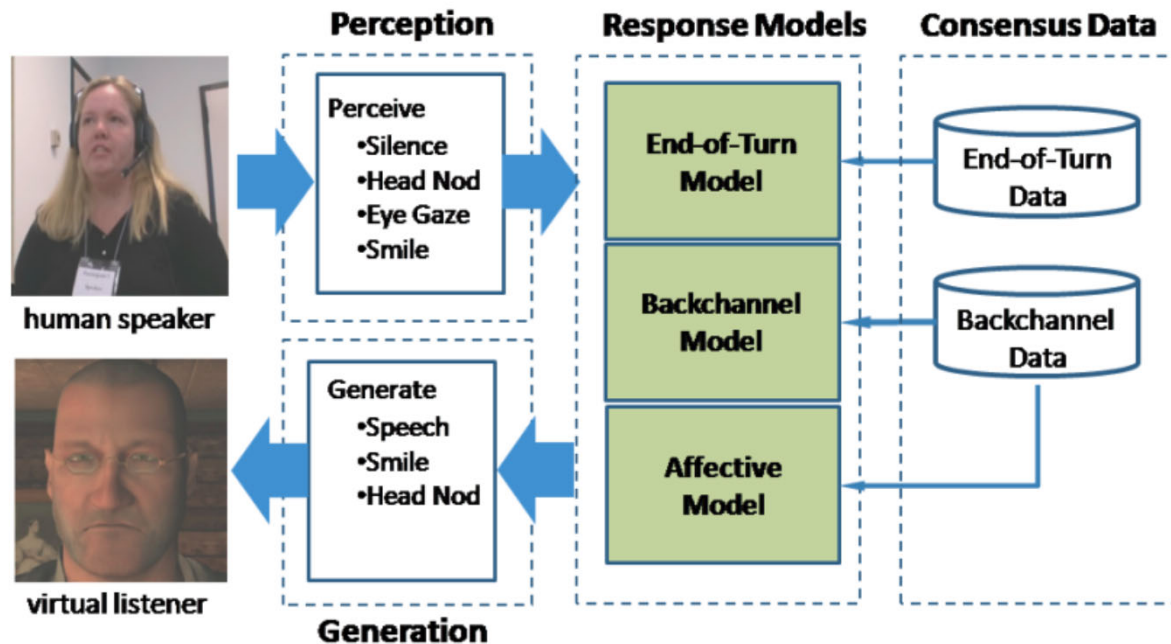 Perception
Response Models
Consensus Data
Perceive
•Silence
•Head Nod
•Eye Gaze
•Smile
human speaker
End-of-Turn
Model
End-of-Turn
Data
Backchannel
Model
Backchannel
Data
Generate
•Speech
•Smile
•Head Nod
Affective
Model
virtual listener
Generation